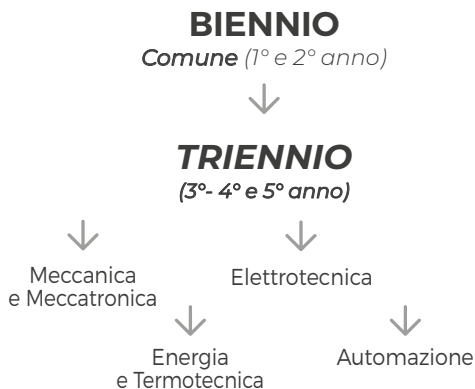 BIENNIO
Comune (1° e 2° anno)
TRIENNIO
(3°- 4° e 5° anno)
Meccanica
e Meccatronica
Elettrotecnica
Energia
e Termotecnica
Automazione